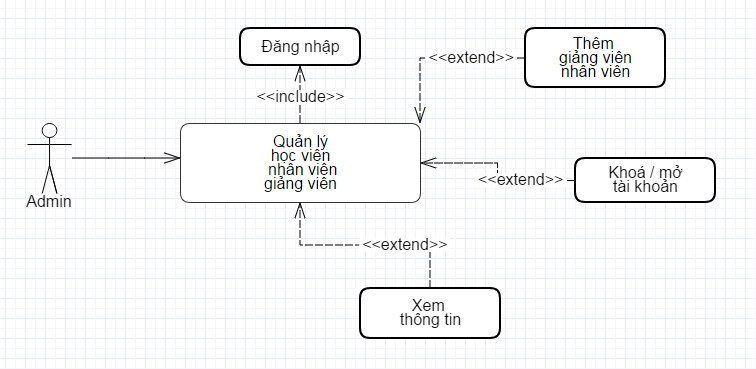 Đăng nhập
Thêm
giảng viên
nhân viên
<<extend>>
<<include>>
Quản lý
học viên
nhân viên
giảng viên
Admin
<<extend>>
Khoá / mở
tài khoản
<<extend>>
Xem
thông tin